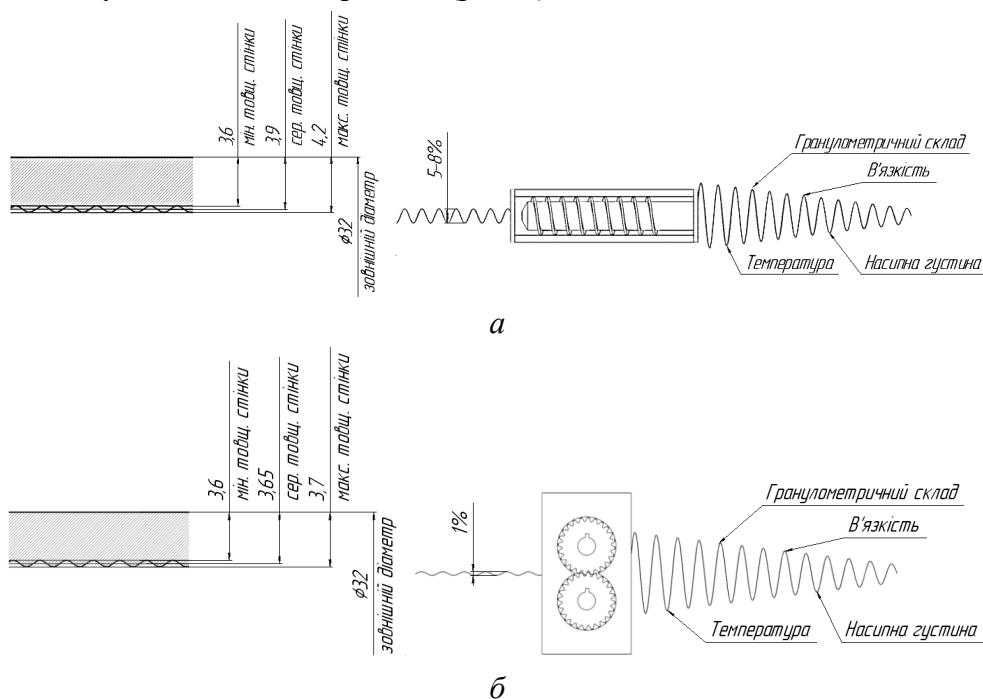 3,6
мін. товщ. стінки
3,9
сер. товщ. стінки
4,2
макс. товщ. стінки
⌀32
зовнішній діаметр
5-8%
Гранулометричний склад
В'язкість
Температура
Насипна густина
а
3,6
мін. товщ. стінки
3,65
сер. товщ. стінки
3,7
макс. товщ. стінки
⌀32
зовнішній діаметр
1%
Гранулометричний склад
В'язкість
Температура
Насипна густина
б